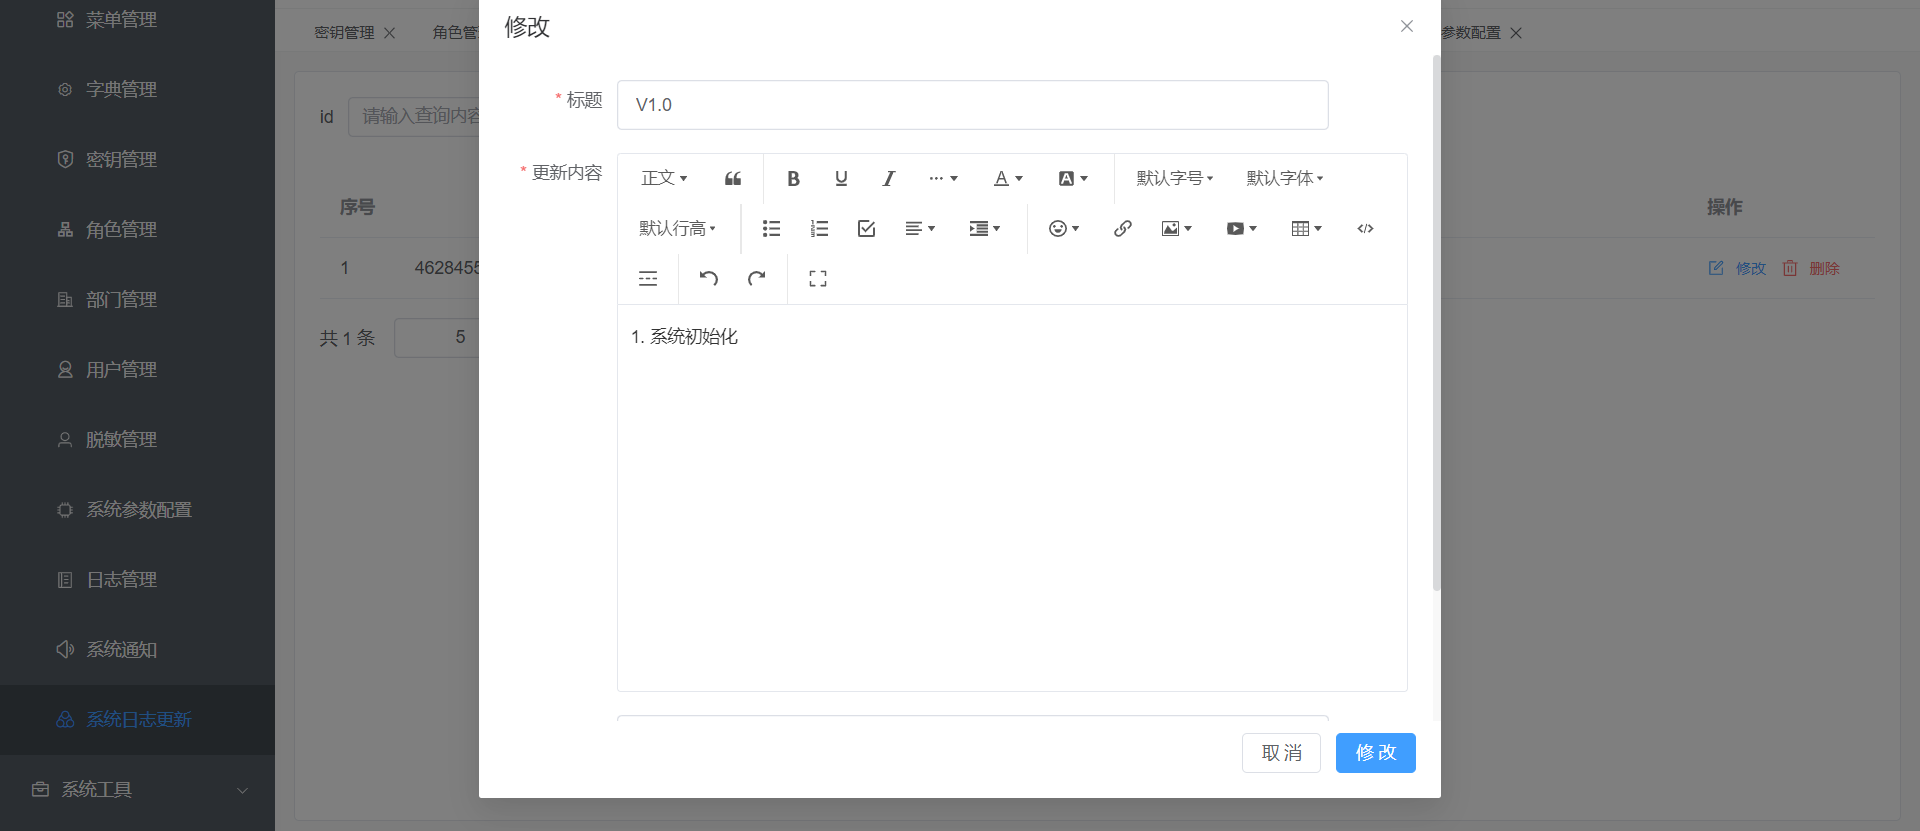 菜单管理
字典管理
密钥管理
角色管理
部门管理
用户管理
脱敏管理
系统参数配置
日志管理
系统通知
系统日志更新
系统工具
密钥管理
角色管
参数配置
id
请输入查询内容
序号
操作
1
4628455
修改
删除
共 1 条
5
修改
* 标题
V1.0
* 更新内容
正文
B U I A A
默认字号
默认字体
默认行高
1. 系统初始化
取 消
修 改